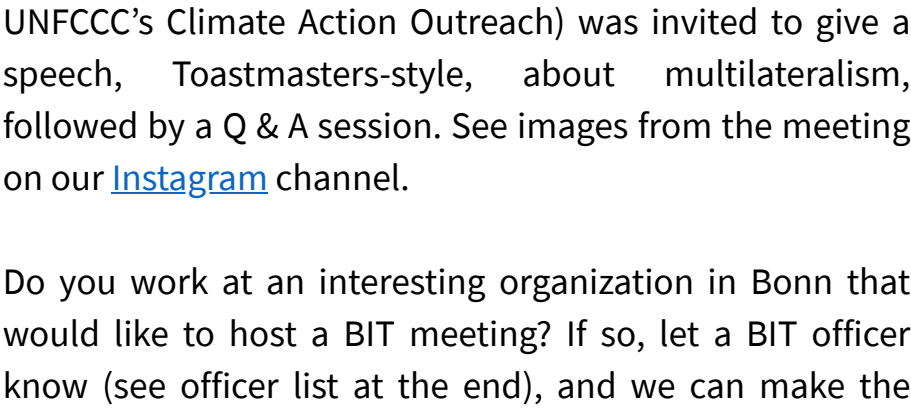 UNFCCC’s Climate Action Outreach) was invited to give a
speech, Toastmasters-style, about multilateralism,
followed by a Q & A session. See images from the meeting
on our Instagram channel.
Do you work at an interesting organization in Bonn that
would like to host a BIT meeting? If so, let a BIT officer
know (see officer list at the end), and we can make the